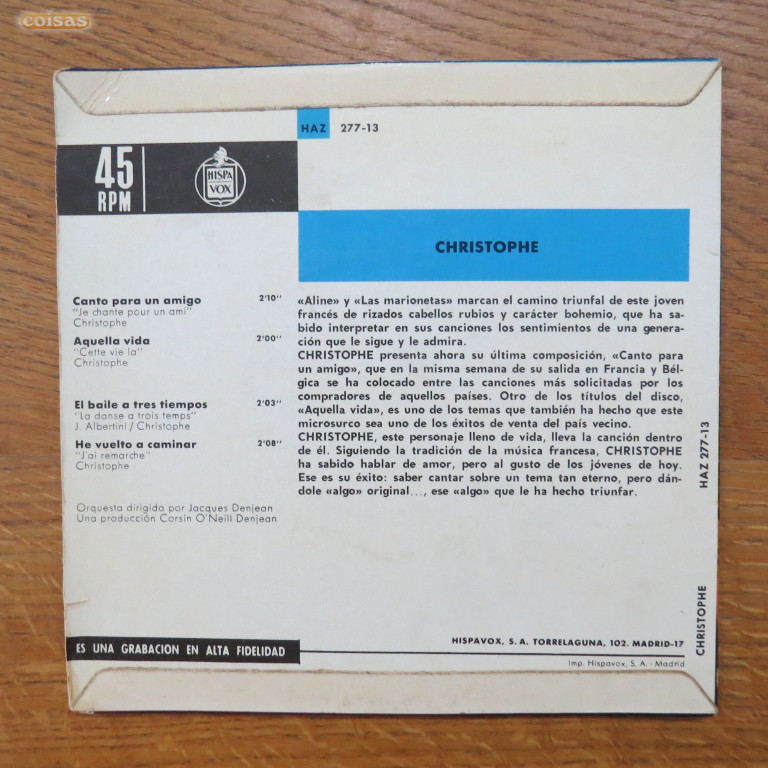 coisas
HAZ 277-13
45
RPM
HISPA
VOX
CHRISTOPHE
Canto para un amigo 2'10''
"Je chante pour un ami"
Christophe
Aquella vida 2'00''
"Cette vie la"
Christophe
El baile a tres tiempos 2'03''
"La danse a trois temps"
J. Albertini / Christophe
He vuelto a caminar 2'08''
"J'ai remarche"
Christophe
Orquesta dirigida por Jacques Denjean
Una producción Corsin O'Neill Denjean
«Aline» y «Las marionetas» marcan el camino triunfal de este joven
francés de rizados cabellos rubios y carácter bohemio, que ha sa-
bido interpretar en sus canciones los sentimientos de una genera-
ción que le sigue y le admira.
CHRISTOPHE presenta ahora su última composición, «Canto para
un amigo», que en la misma semana de su salida en Francia y Bél-
gica se ha colocado entre las canciones más solicitadas por los
compradores de aquellos países. Otro de los títulos del disco,
«Aquella vida», es uno de los temas que también ha hecho que este
microsurco sea uno de los éxitos de venta del país vecino.
CHRISTOPHE, este personaje lleno de vida, lleva la canción dentro
de él. Siguiendo la tradición de la música francesa, CHRISTOPHE
ha sabido hablar de amor, pero al gusto de los jóvenes de hoy.
Ese es su éxito: saber cantar sobre un tema tan eterno, pero dán-
dole «algo» original..., ese «algo» que le ha hecho triunfar.
HAZ 277-13
CHRISTOPHE
ES UNA GRABACION EN ALTA FIDELIDAD
HISPAVOX, S. A. TORRELAGUNA, 102. MADRID-17
Imp. Hispavox, S. A. - Madrid